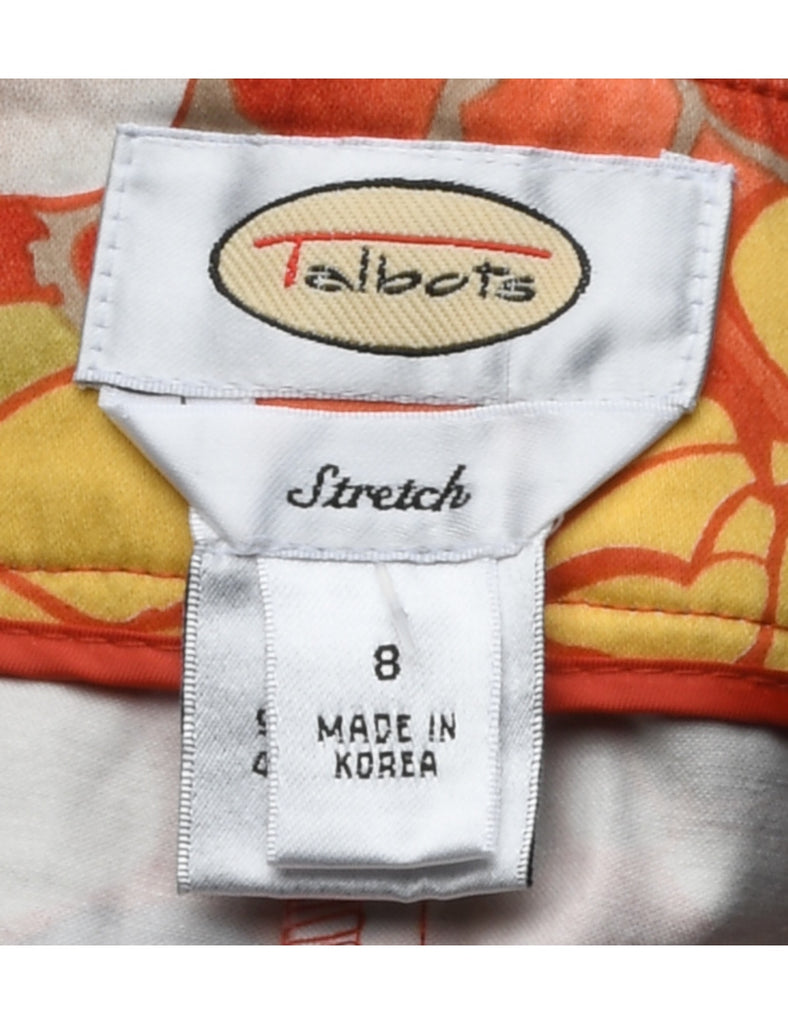 Talbots
Stretch
8
MADE IN
KOREA